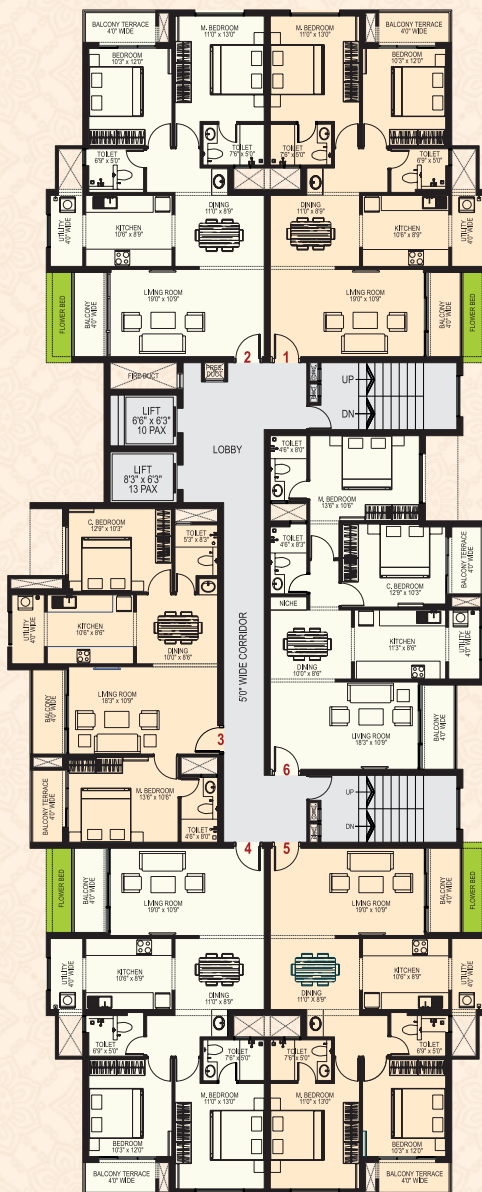 BALCONY TERRACE
4'0" WIDE
M. BEDROOM
11'0" x 13'0"
M. BEDROOM
11'0" x 13'0"
BALCONY TERRACE
4'0" WIDE
BEDROOM
10'3" x 12'0"
BEDROOM
10'3" x 12'0"
TOILET
6'9" x 5'0"
TOILET
7'6" x 5'0"
TOILET
7'6" x 5'0"
TOILET
6'9" x 5'0"
UTILITY
4'0" WIDE
KITCHEN
10'6" x 8'9"
DINING
11'0" x 8'9"
DINING
11'0" x 8'9"
KITCHEN
10'6" x 8'9"
UTILITY
4'0" WIDE
FLOWER BED
BALCONY
4'0" WIDE
LIVING ROOM
19'0" x 10'9"
LIVING ROOM
19'0" x 10'9"
BALCONY
4'0" WIDE
FLOWER BED
2
1
FIRE DUCT
PRES.
DUCT
UP
DN
LIFT
6'6" x 6'3"
10 PAX
LOBBY
LIFT
8'3" x 6'3"
13 PAX
TOILET
4'6" x 8'0"
M. BEDROOM
13'6" x 10'6"
C. BEDROOM
12'9" x 10'3"
TOILET
5'3" x 8'3"
TOILET
4'6" x 8'3"
C. BEDROOM
12'9" x 10'3"
BALCONY TERRACE
4'0" WIDE
NICHE
UTILITY
4'0" WIDE
KITCHEN
10'6" x 8'6"
DINING
10'0" x 8'6"
5'0" WIDE CORRIDOR
DINING
10'0" x 8'6"
KITCHEN
11'3" x 8'6"
UTILITY
4'0" WIDE
BALCONY
4'0" WIDE
LIVING ROOM
18'3" x 10'9"
3
LIVING ROOM
18'3" x 10'9"
BALCONY
4'0" WIDE
6
BALCONY TERRACE
4'0" WIDE
M. BEDROOM
13'6" x 10'6"
TOILET
4'6" x 8'0"
UP
DN
4
5
FLOWER BED
BALCONY
4'0" WIDE
LIVING ROOM
19'0" x 10'9"
LIVING ROOM
19'0" x 10'9"
BALCONY
4'0" WIDE
FLOWER BED
UTILITY
4'0" WIDE
KITCHEN
10'6" x 8'9"
DINING
11'0" x 8'9"
DINING
11'0" X 8'9"
KITCHEN
10'6" x 8'9"
UTILITY
4'0" WIDE
TOILET
6'9" x 5'0"
TOILET
7'6" x 5'0"
TOILET
7'6" x 5'0"
TOILET
6'9" x 5'0"
M. BEDROOM
11'0" x 13'0"
M. BEDROOM
11'0" x 13'0"
BEDROOM
10'3" x 12'0"
BEDROOM
10'3" x 12'0"
BALCONY TERRACE
4'0" WIDE
BALCONY TERRACE
4'0" WIDE